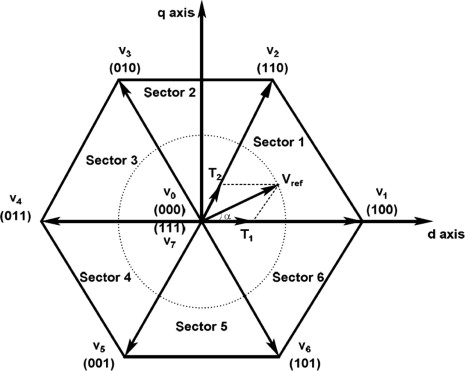 q axis
v3
(010)
v2
(110)
Sector 2
Sector 1
Sector 3
T2
Vref
v4
(011)
v0
(000)
(111)
v7
α
T1
v1
(100)
d axis
Sector 4
Sector 6
Sector 5
v5
(001)
v6
(101)